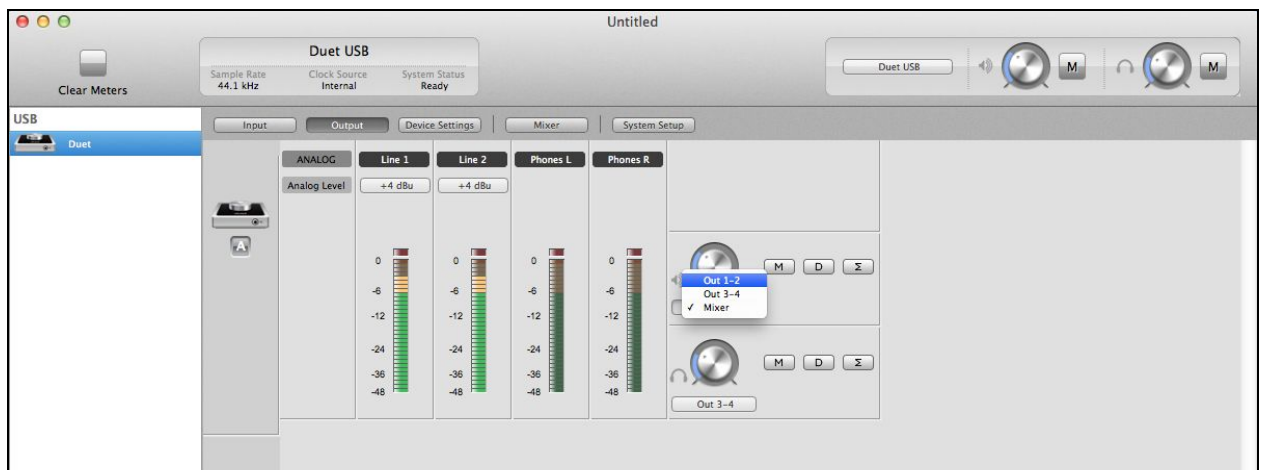 Untitled
Clear Meters
Duet USB
Sample Rate Clock Source System Status
44.1 kHz Internal Ready
Duet USB
M
M
USB
Duet
Input Output Device Settings Mixer System Setup
ANALOG Line 1 Line 2 Phones L Phones R
Analog Level +4 dBu +4 dBu
A
0 0 0 0
-6 -6 -6 -6
-12 -12 -12 -12
-24 -24 -24 -24
-36 -36 -36 -36
-48 -48 -48 -48
M D Σ
Out 1-2
Out 3-4
✓ Mixer
M D Σ
Out 3-4